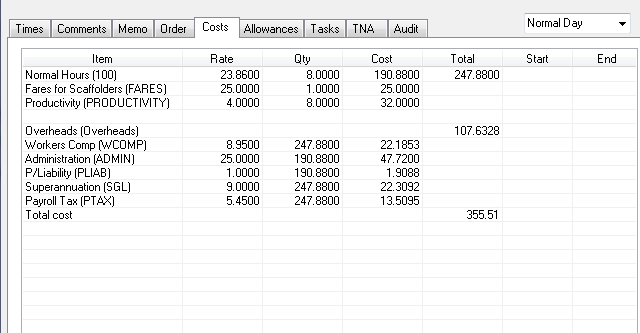 Times Comments Memo Order Costs Allowances Tasks TNA Audit Normal Day
Item Rate Qty Cost Total Start End
Normal Hours (100) 23.8600 8.0000 190.8800 247.8800
Fares for Scaffolders (FARES) 25.0000 1.0000 25.0000
Productivity (PRODUCTIVITY) 4.0000 8.0000 32.0000
Overheads (Overheads) 107.6328
Workers Comp (WCOMP) 8.9500 247.8800 22.1853
Administration (ADMIN) 25.0000 190.8800 47.7200
P/Liability (PLIAB) 1.0000 190.8800 1.9088
Superannuation (SGL) 9.0000 247.8800 22.3092
Payroll Tax (PTAX) 5.4500 247.8800 13.5095
Total cost 355.51